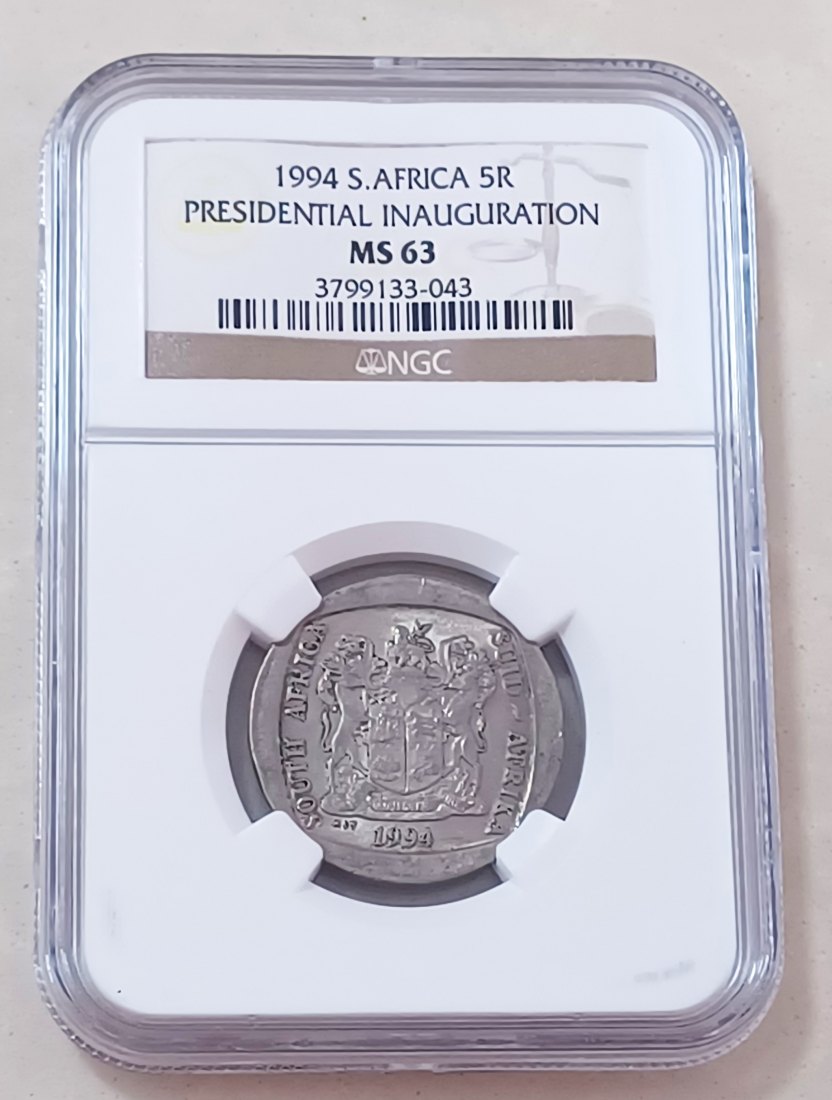 1994 S.AFRICA 5R
PRESIDENTIAL INAUGURATION
MS 63
3799133-043
NGC
SOUTH AFRICA
SUID-AFRIKA
1994